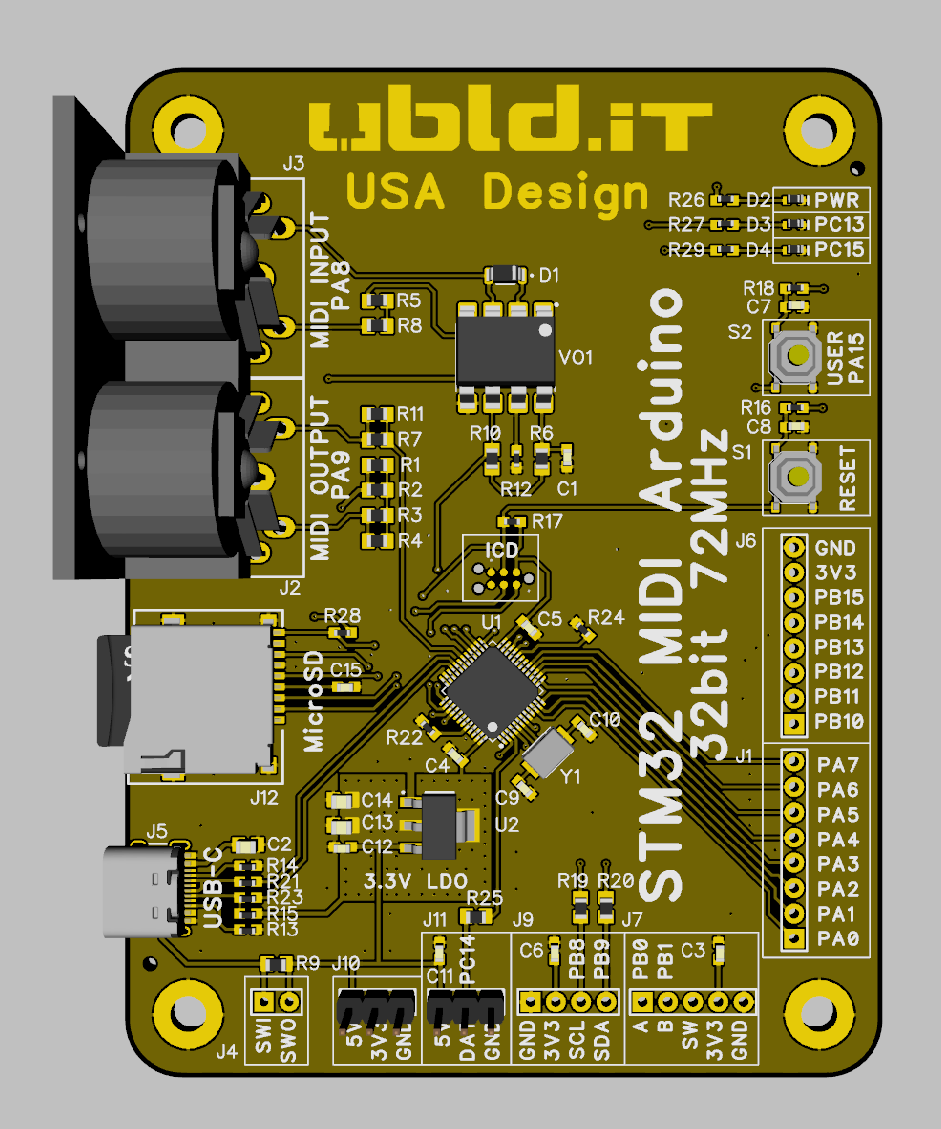 ubld.iT
USA Design
J3
MIDI INPUT
PA8
R26
D2
PWR
R27
D3
PC13
R29
D4
PC15
D1
R5
R8
VO1
R18
C7
S2
USER
PA15
R16
C8
S1
RESET
MIDI OUTPUT
PA9
J2
R11
R7
R1
R2
R3
R4
R10
R6
R12
C1
R17
ICD
STM32 MIDI Arduino
32bit 72MHz
J6
GND
3V3
PB15
PB14
PB13
PB12
PB11
PB10
J1
PA7
PA6
PA5
PA4
PA3
PA2
PA1
PA0
U1
C5
R24
R28
C15
MicroSD
J12
R22
C4
C10
Y1
C9
C14
C13
C12
U2
3.3V LDO
J5
USB-C
C2
R14
R21
R23
R15
R13
R9
J4
SWI
SWO
J10
5V
3V3
GND
J11
C11
PC14
R25
5V
DAT
GND
J9
R19
R20
C6
PB8
PB9
GND
3V3
SCL
SDA
J7
PB0
PB1
C3
A
B
SW
3V3
GND